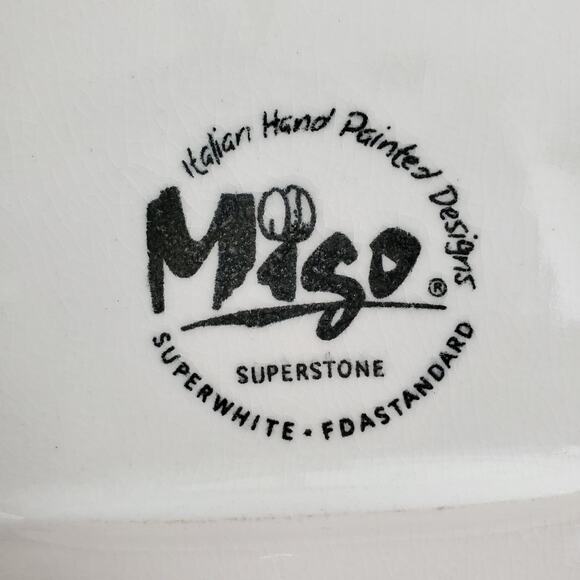 Italian Hand Painted Designs
Miso ®
SUPERSTONE
SUPERWHITE • FDASTANDARD